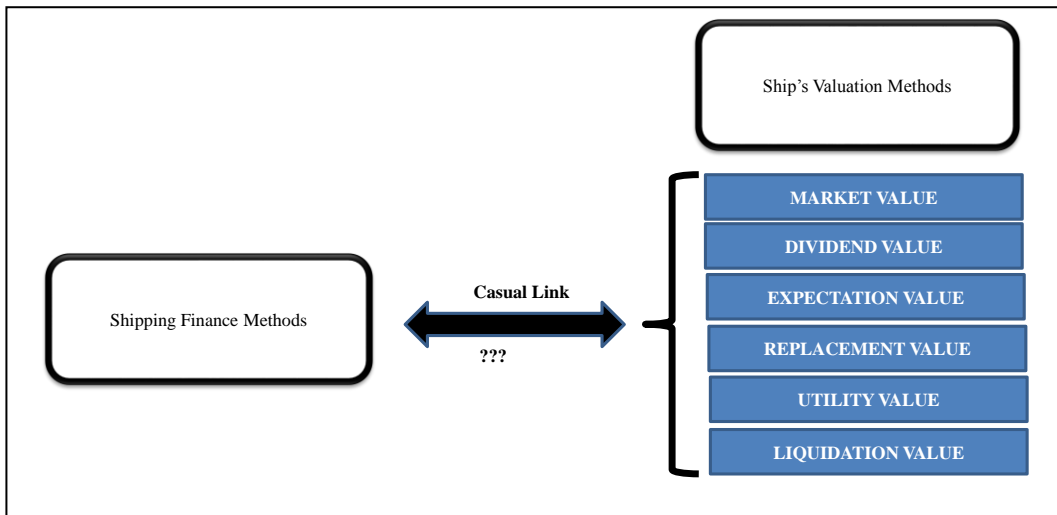 Ship’s Valuation Methods
MARKET VALUE
DIVIDEND VALUE
EXPECTATION VALUE
REPLACEMENT VALUE
UTILITY VALUE
LIQUIDATION VALUE
Casual Link
???
Shipping Finance Methods